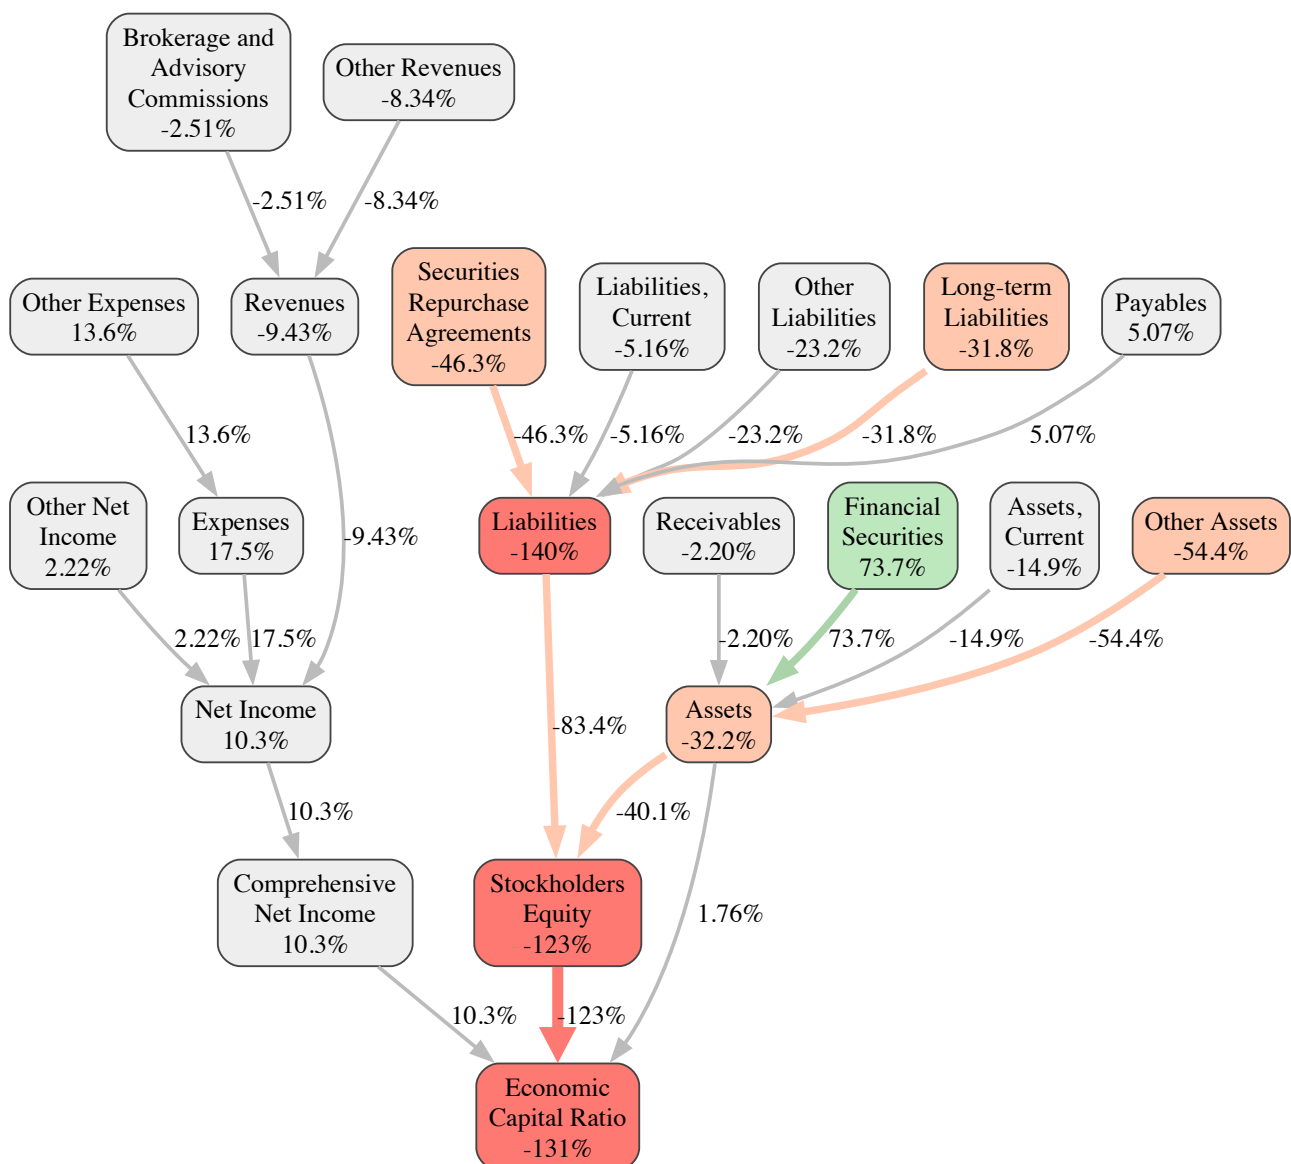 Brokerage and
Advisory
Commissions
-2.51%
Other Revenues
-8.34%
-2.51%
-8.34%
Other Expenses
13.6%
Revenues
-9.43%
Securities
Repurchase
Agreements
-46.3%
Liabilities,
Current
-5.16%
Other
Liabilities
-23.2%
Long-term
Liabilities
-31.8%
Payables
5.07%
13.6%
-46.3%
-5.16%
-23.2%
-31.8%
5.07%
Other Net
Income
2.22%
Expenses
17.5%
-9.43%
Liabilities
-140%
Receivables
-2.20%
Financial
Securities
73.7%
Assets,
Current
-14.9%
Other Assets
-54.4%
2.22%
17.5%
-2.20%
73.7%
-14.9%
-54.4%
Net Income
10.3%
-83.4%
Assets
-32.2%
10.3%
-40.1%
Comprehensive
Net Income
10.3%
Stockholders
Equity
-123%
1.76%
10.3%
-123%
Economic
Capital Ratio
-131%